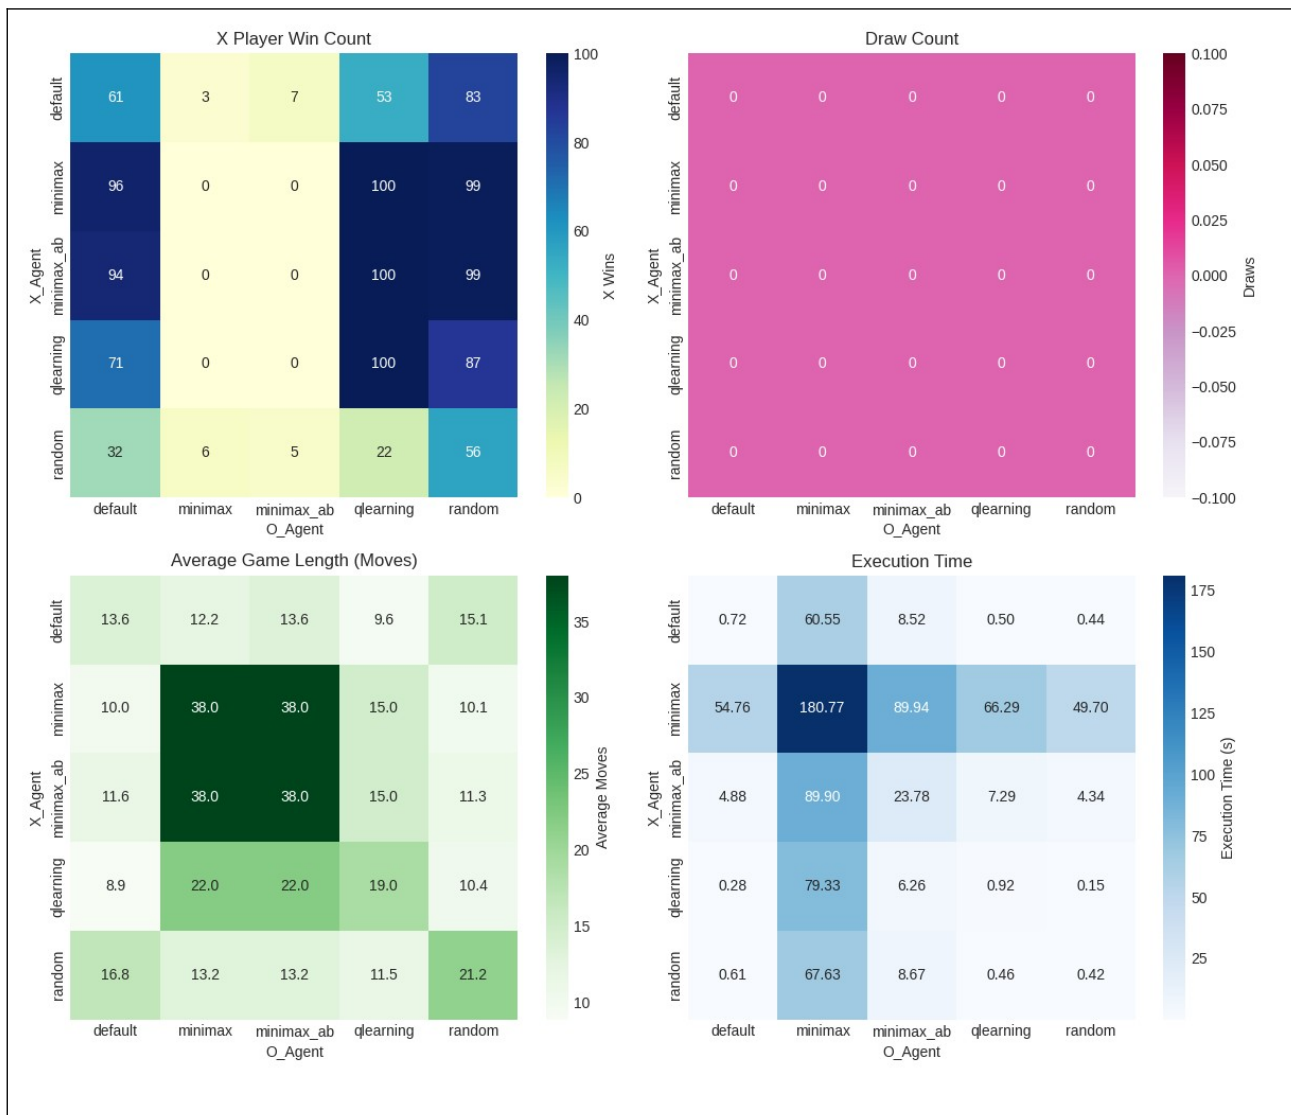 X Player Win Count
default 61 3 7 53 83
minimax 96 0 0 100 99
minimax_ab 94 0 0 100 99
qlearning 71 0 0 100 87
random 32 6 5 22 56
X_Agent
default minimax minimax_ab qlearning random
O_Agent
100
80
60
40
20
0
X Wins
Draw Count
default 0 0 0 0 0
minimax 0 0 0 0 0
minimax_ab 0 0 0 0 0
qlearning 0 0 0 0 0
random 0 0 0 0 0
X_Agent
default minimax minimax_ab qlearning random
O_Agent
0.100
0.075
0.050
0.025
0.000
−0.025
−0.050
−0.075
−0.100
Draws
Average Game Length (Moves)
default 13.6 12.2 13.6 9.6 15.1
minimax 10.0 38.0 38.0 15.0 10.1
minimax_ab 11.6 38.0 38.0 15.0 11.3
qlearning 8.9 22.0 22.0 19.0 10.4
random 16.8 13.2 13.2 11.5 21.2
X_Agent
default minimax minimax_ab qlearning random
O_Agent
35
30
25
20
15
10
Average Moves
Execution Time
default 0.72 60.55 8.52 0.50 0.44
minimax 54.76 180.77 89.94 66.29 49.70
minimax_ab 4.88 89.90 23.78 7.29 4.34
qlearning 0.28 79.33 6.26 0.92 0.15
random 0.61 67.63 8.67 0.46 0.42
X_Agent
default minimax minimax_ab qlearning random
O_Agent
175
150
125
100
75
50
25
Execution Time (s)